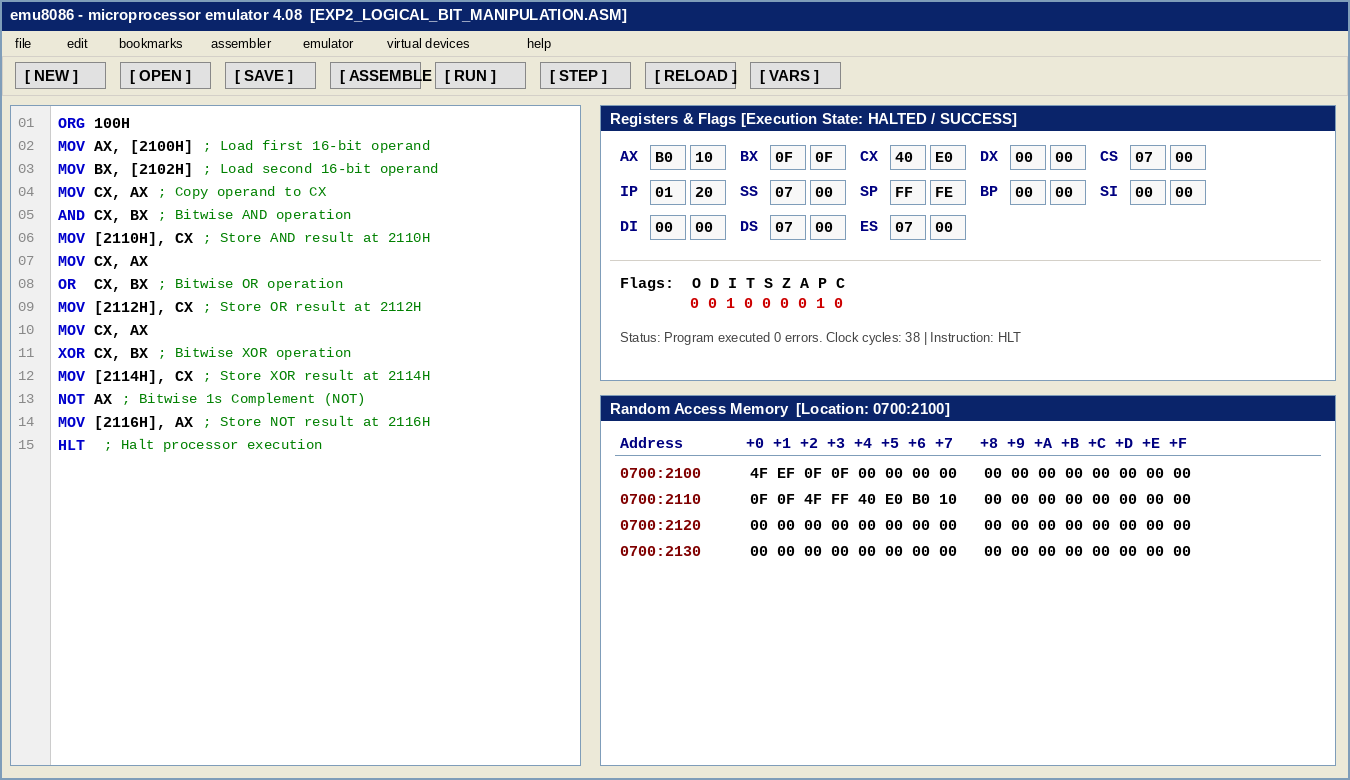 emu8086 - microprocessor emulator 4.08  [EXP2_LOGICAL_BIT_MANIPULATION.ASM]
file edit bookmarks assembler emulator virtual devices help
[ NEW ] [ OPEN ] [ SAVE ] [ ASSEMBLE [ RUN ] [ STEP ] [ RELOAD ] [ VARS ]
01 ORG 100H
02 MOV AX, [2100H] ; Load first 16-bit operand
03 MOV BX, [2102H] ; Load second 16-bit operand
04 MOV CX, AX ; Copy operand to CX
05 AND CX, BX ; Bitwise AND operation
06 MOV [2110H], CX ; Store AND result at 2110H
07 MOV CX, AX
08 OR  CX, BX ; Bitwise OR operation
09 MOV [2112H], CX ; Store OR result at 2112H
10 MOV CX, AX
11 XOR CX, BX ; Bitwise XOR operation
12 MOV [2114H], CX ; Store XOR result at 2114H
13 NOT AX ; Bitwise 1s Complement (NOT)
14 MOV [2116H], AX ; Store NOT result at 2116H
15 HLT  ; Halt processor execution
Registers & Flags [Execution State: HALTED / SUCCESS]
AX B0 10 BX 0F 0F CX 40 E0 DX 00 00 CS 07 00
IP 01 20 SS 07 00 SP FF FE BP 00 00 SI 00 00
DI 00 00 DS 07 00 ES 07 00
Flags:  O D I T S Z A P C
0 0 1 0 0 0 0 1 0
Status: Program executed 0 errors. Clock cycles: 38 | Instruction: HLT
Random Access Memory  [Location: 0700:2100]
Address +0 +1 +2 +3 +4 +5 +6 +7 +8 +9 +A +B +C +D +E +F
0700:2100 4F EF 0F 0F 00 00 00 00 00 00 00 00 00 00 00 00
0700:2110 0F 0F 4F FF 40 E0 B0 10 00 00 00 00 00 00 00 00
0700:2120 00 00 00 00 00 00 00 00 00 00 00 00 00 00 00 00
0700:2130 00 00 00 00 00 00 00 00 00 00 00 00 00 00 00 00